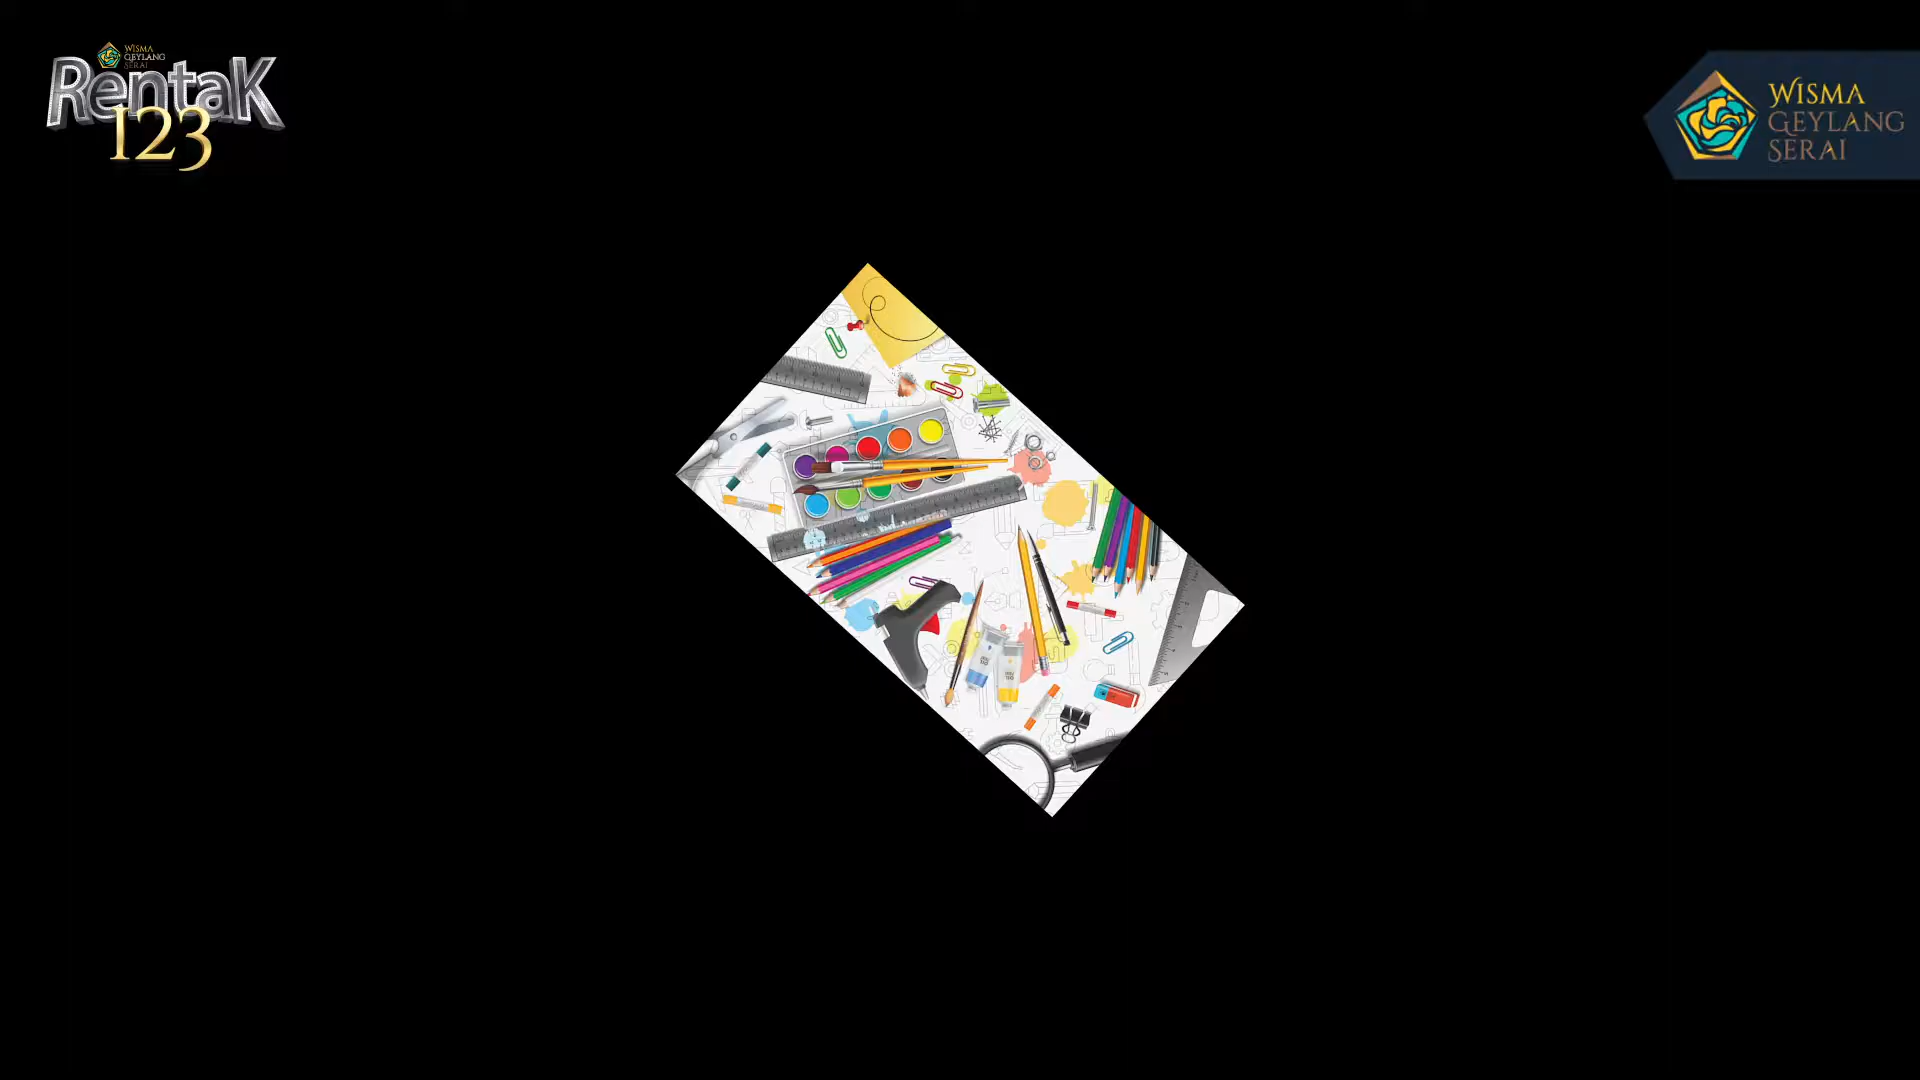 WISMA
GEYLANG
SERAI
RentaK
123
WISMA
GEYLANG
SERAI